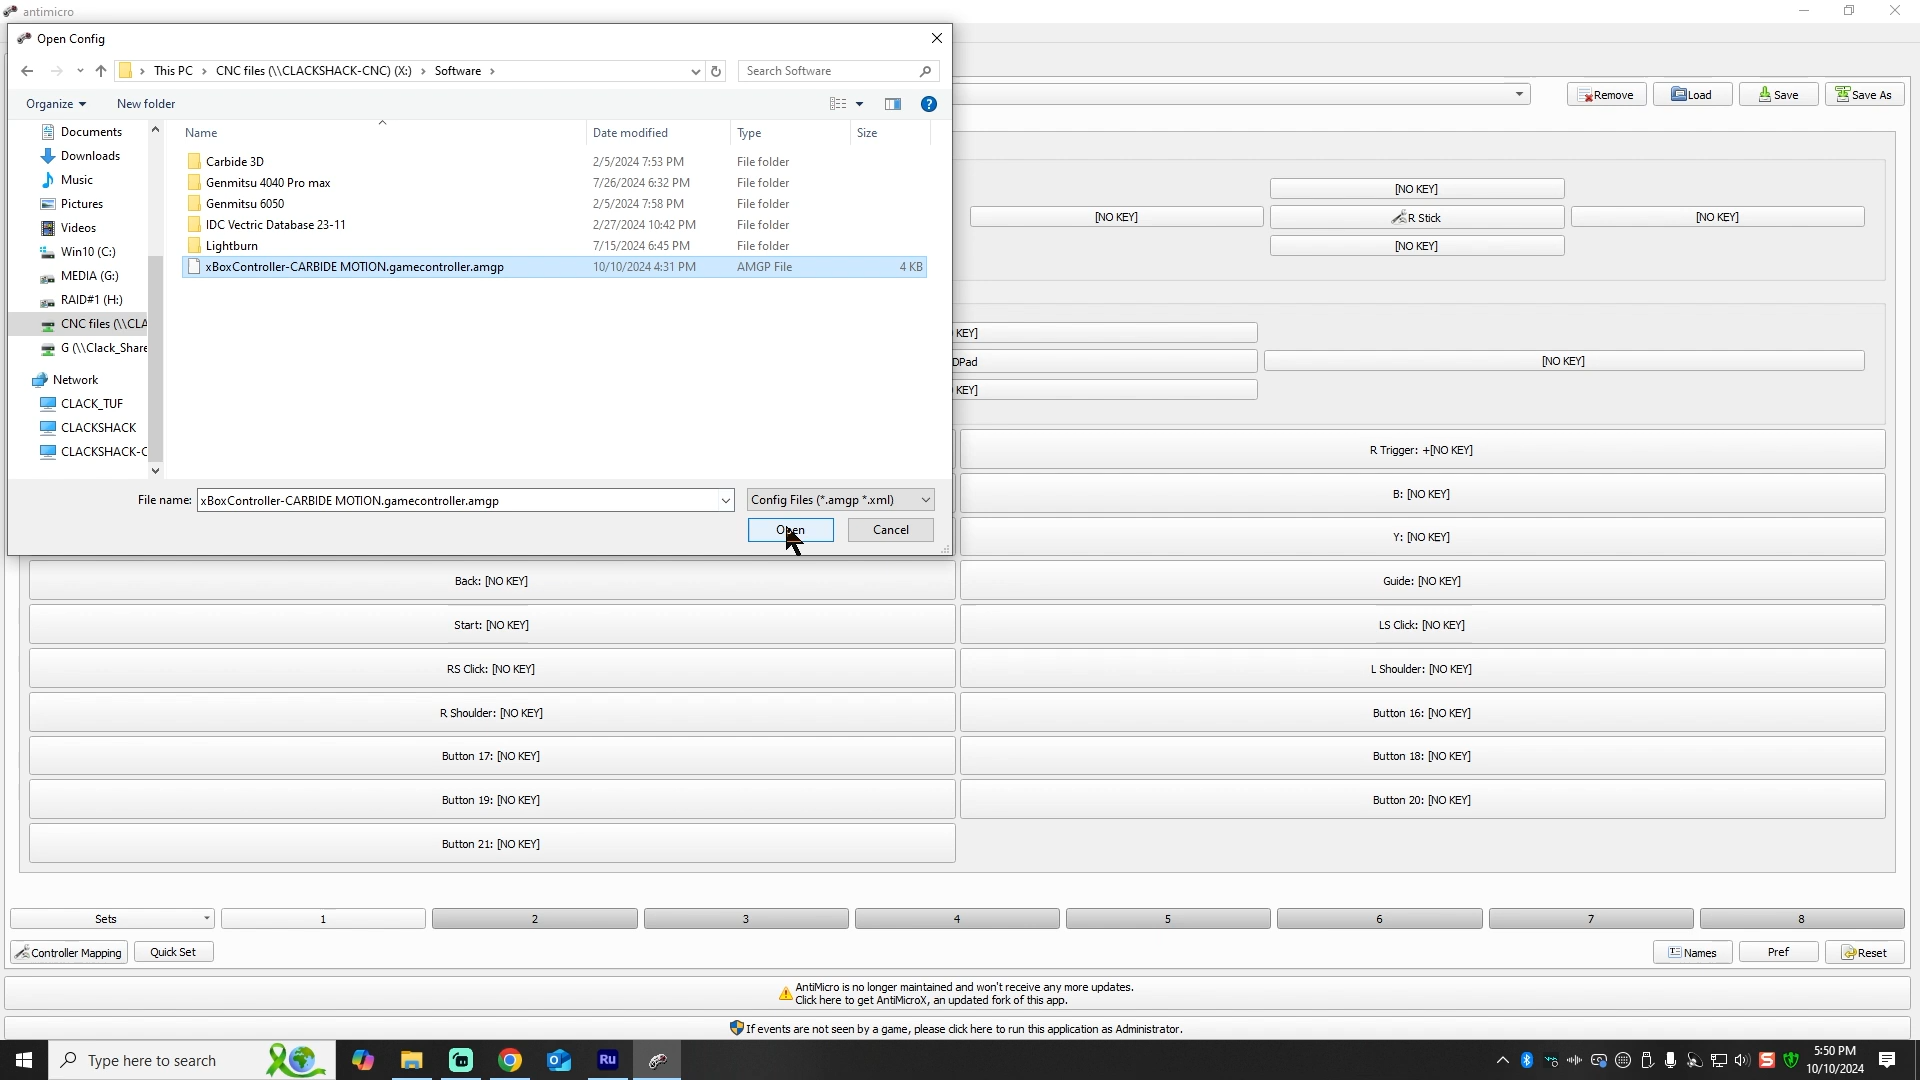 antimicro
Open Config
This PC > CNC files (\\CLACKSHACK-CNC) (X:) > Software >
Search Software
Organize
New folder
Remove
Load
Save
Save As
Name
Date modified
Type
Size
Documents
Downloads
Music
Pictures
Videos
Win10 (C:)
MEDIA (G:)
RAID#1 (H:)
CNC files (\\CLA
G (\\Clack_Share
Network
CLACK_TUF
CLACKSHACK
CLACKSHACK-C
Carbide 3D 2/5/2024 7:53 PM File folder
Genmitsu 4040 Pro max 7/26/2024 6:32 PM File folder
Genmitsu 6050 2/5/2024 7:58 PM File folder
IDC Vectric Database 23-11 2/27/2024 10:42 PM File folder
Lightburn 7/15/2024 6:45 PM File folder
xBoxController-CARBIDE MOTION.gamecontroller.amgp 10/10/2024 4:31 PM AMGP File 4 KB
File name: xBoxController-CARBIDE MOTION.gamecontroller.amgp
Config Files (*.amgp *.xml)
Open
Cancel
[NO KEY]
[NO KEY]
R Stick
[NO KEY]
[NO KEY]
KEY]
DPad
[NO KEY]
KEY]
R Trigger: +[NO KEY]
B: [NO KEY]
Y: [NO KEY]
Back: [NO KEY]
Guide: [NO KEY]
Start: [NO KEY]
LS Click: [NO KEY]
RS Click: [NO KEY]
L Shoulder: [NO KEY]
R Shoulder: [NO KEY]
Button 16: [NO KEY]
Button 17: [NO KEY]
Button 18: [NO KEY]
Button 19: [NO KEY]
Button 20: [NO KEY]
Button 21: [NO KEY]
Sets 1 2 3 4 5 6 7 8
Controller Mapping
Quick Set
Names
Pref
Reset
AntiMicro is no longer maintained and won't receive any more updates.
Click here to get AntiMicroX, an updated fork of this app.
If events are not seen by a game, please click here to run this application as Administrator.
Type here to search
Ru
5:50 PM
10/10/2024